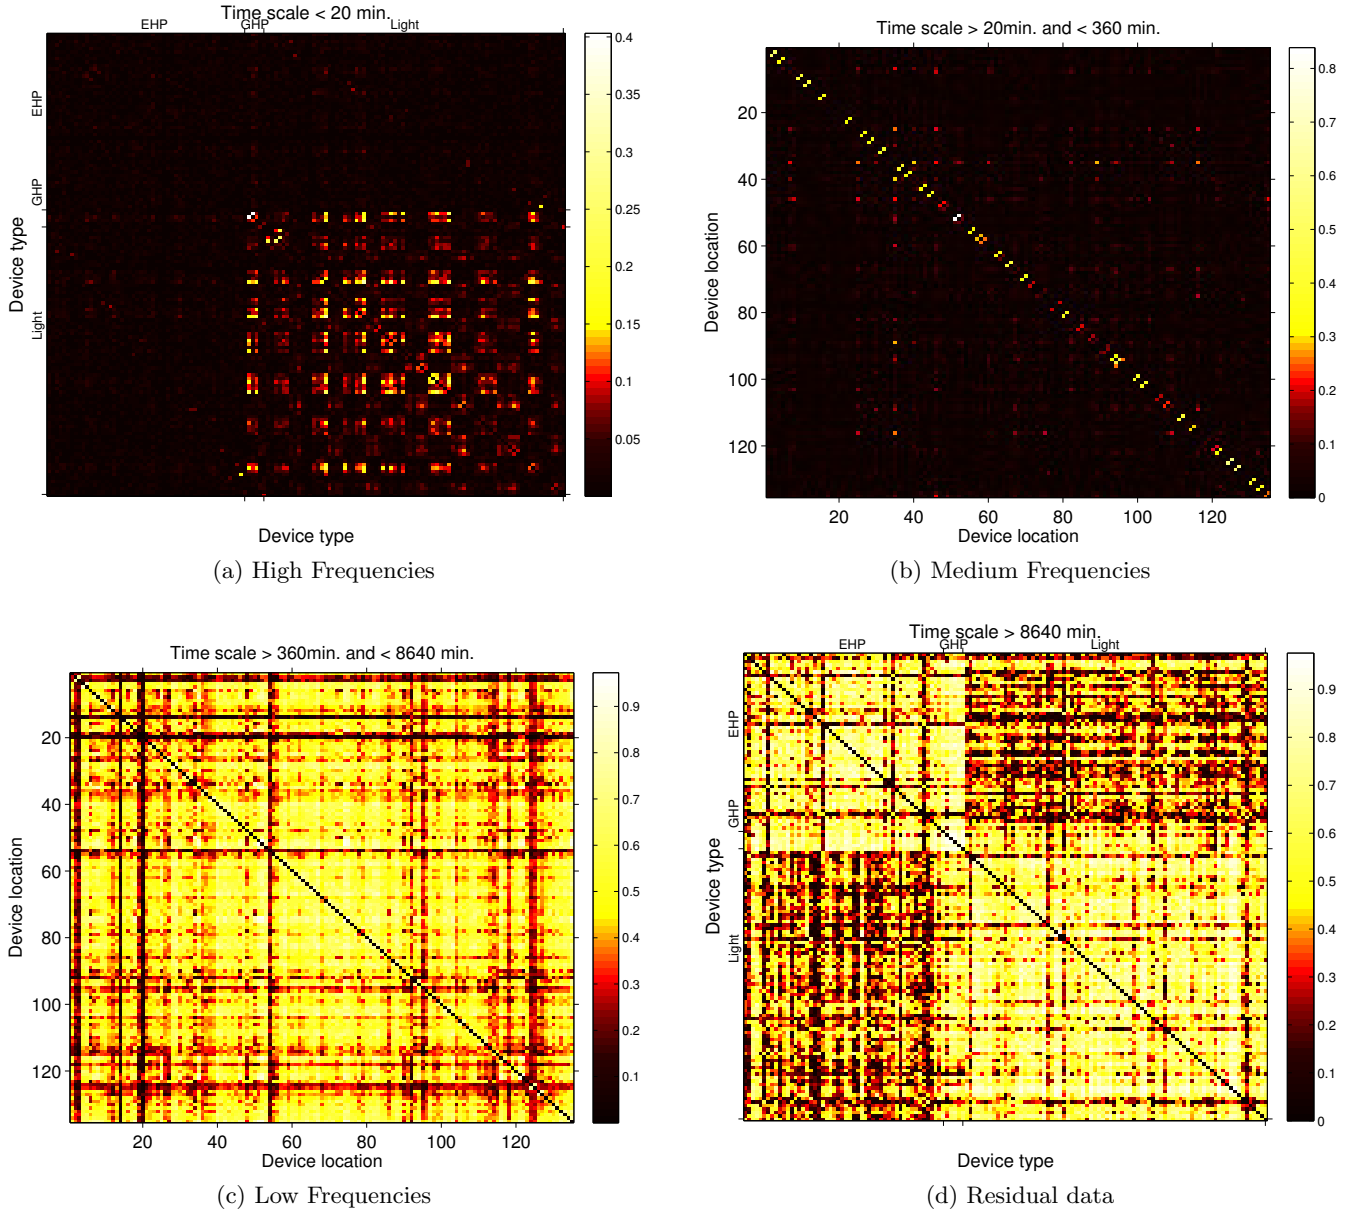 Time scale < 20 min.
EHP GHP Light
EHP
GHP
Light
Device type
Device type
0.4
0.35
0.3
0.25
0.2
0.15
0.1
0.05
(a) High Frequencies
Time scale > 20min. and < 360 min.
Device location
20
40
60
80
100
120
20 40 60 80 100 120
Device location
0.8
0.7
0.6
0.5
0.4
0.3
0.2
0.1
0
(b) Medium Frequencies
Time scale > 360min. and < 8640 min.
Device location
20
40
60
80
100
120
20 40 60 80 100 120
Device location
0.9
0.8
0.7
0.6
0.5
0.4
0.3
0.2
0.1
(c) Low Frequencies
Time scale > 8640 min.
EHP GHP Light
EHP
GHP
Light
Device type
Device type
0.9
0.8
0.7
0.6
0.5
0.4
0.3
0.2
0.1
0
(d) Residual data